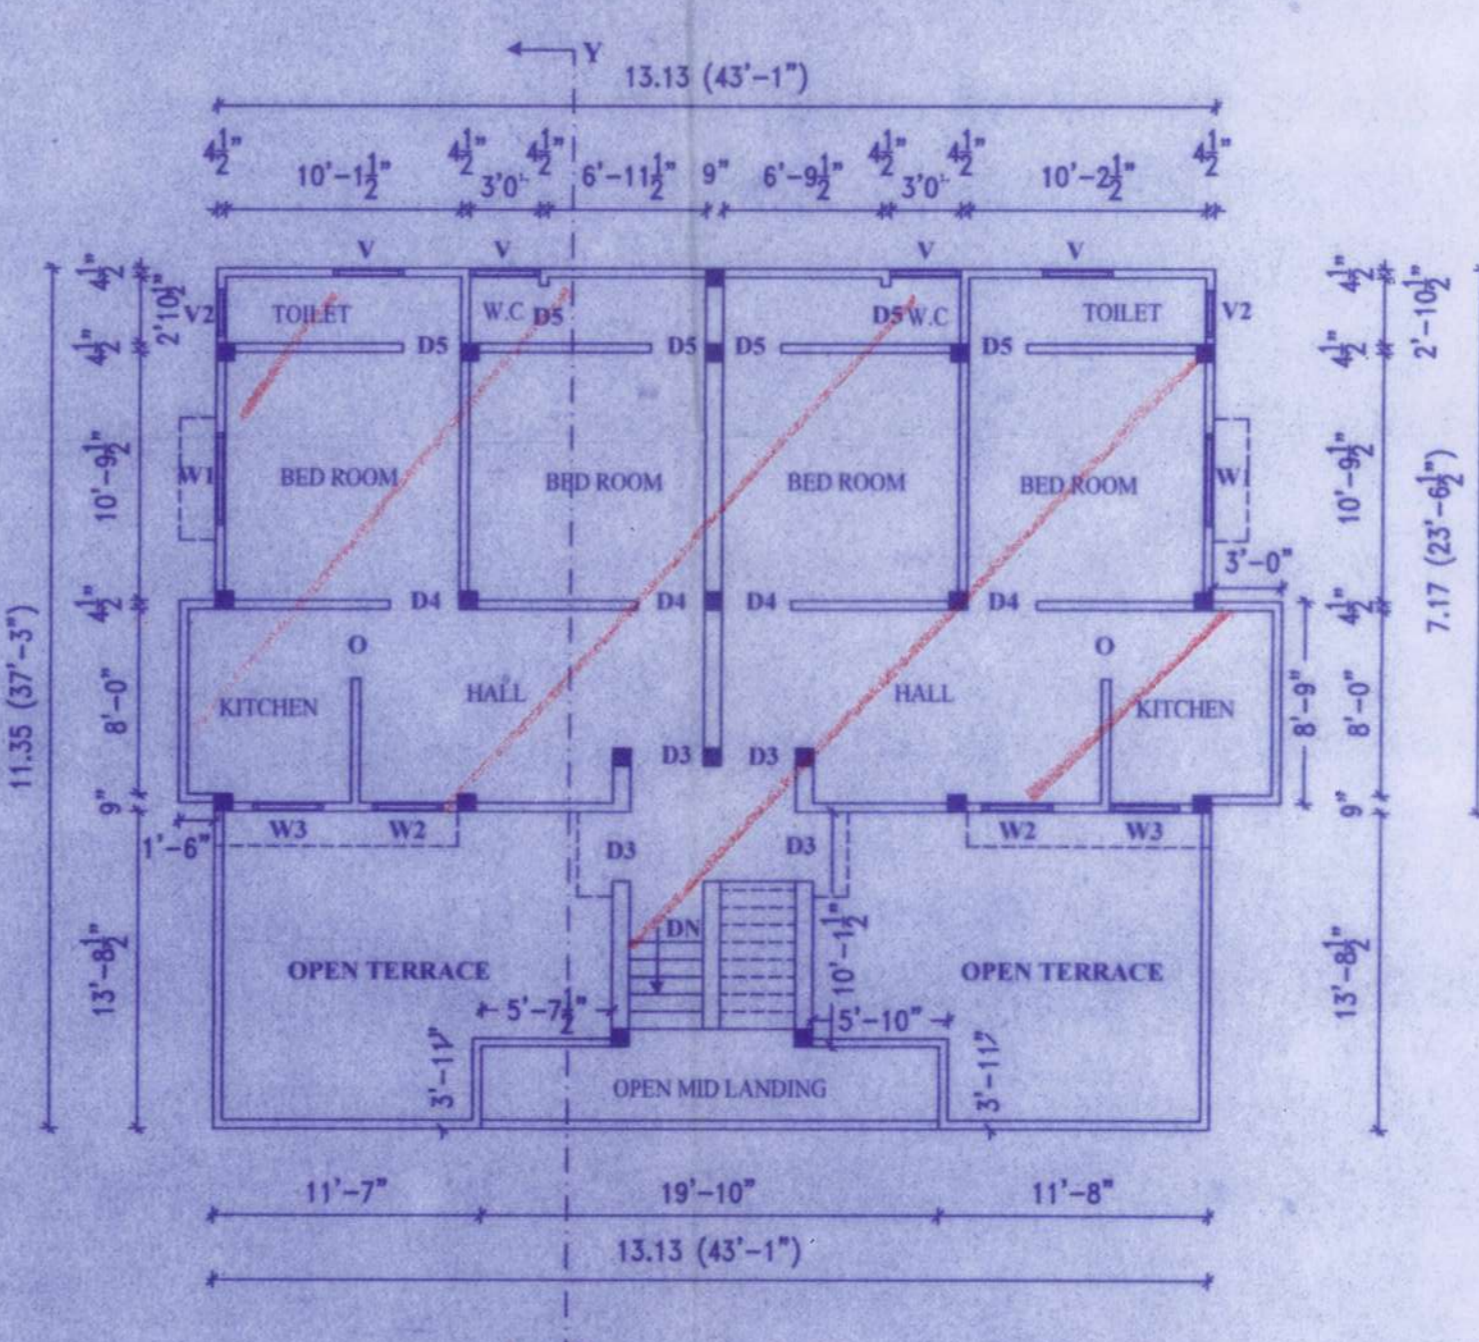 Y
13.13 (43'-1")
4½" 4½" 4½" 4½" 4½" 4½"
10'-1½" 3'0" 6'-11½" 9" 6'-9½" 3'0" 10'-2½"
V V V V
4½" 2'10½" V2 TOILET W.C D5 D5 W.C TOILET V2 4½" 2'-10½"
4½" D5 D5 D5 D5 4½"
10'-9½" W1 BED ROOM BED ROOM BED ROOM BED ROOM W1 10'-9½" 7.17 (23'-6½")
3'-0"
4½" D4 D4 D4 D4 4½"
11.35 (37'-3")
O O
8'-0" KITCHEN HALL HALL KITCHEN 8'-9" 8'-0"
D3 D3
9" W3 W2 W2 W3 9"
1'-6" D3 D3
DN
13'-8½" OPEN TERRACE 10'-1½" OPEN TERRACE 13'-8½"
5'-7½" 5'-10"
3'-11" OPEN MID LANDING 3'-11"
11'-7" 19'-10" 11'-8"
13.13 (43'-1")